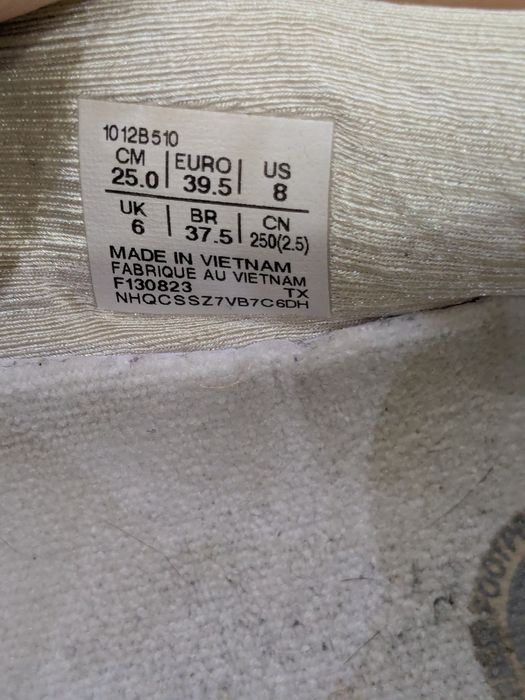 1012B510
CM | EURO | US
25.0 | 39.5 | 8
UK | BR | CN
6 | 37.5 | 250(2.5)
MADE IN VIETNAM
FABRIQUE AU VIETNAM
F130823 TX
NHQCSSZ7VB7C6DH